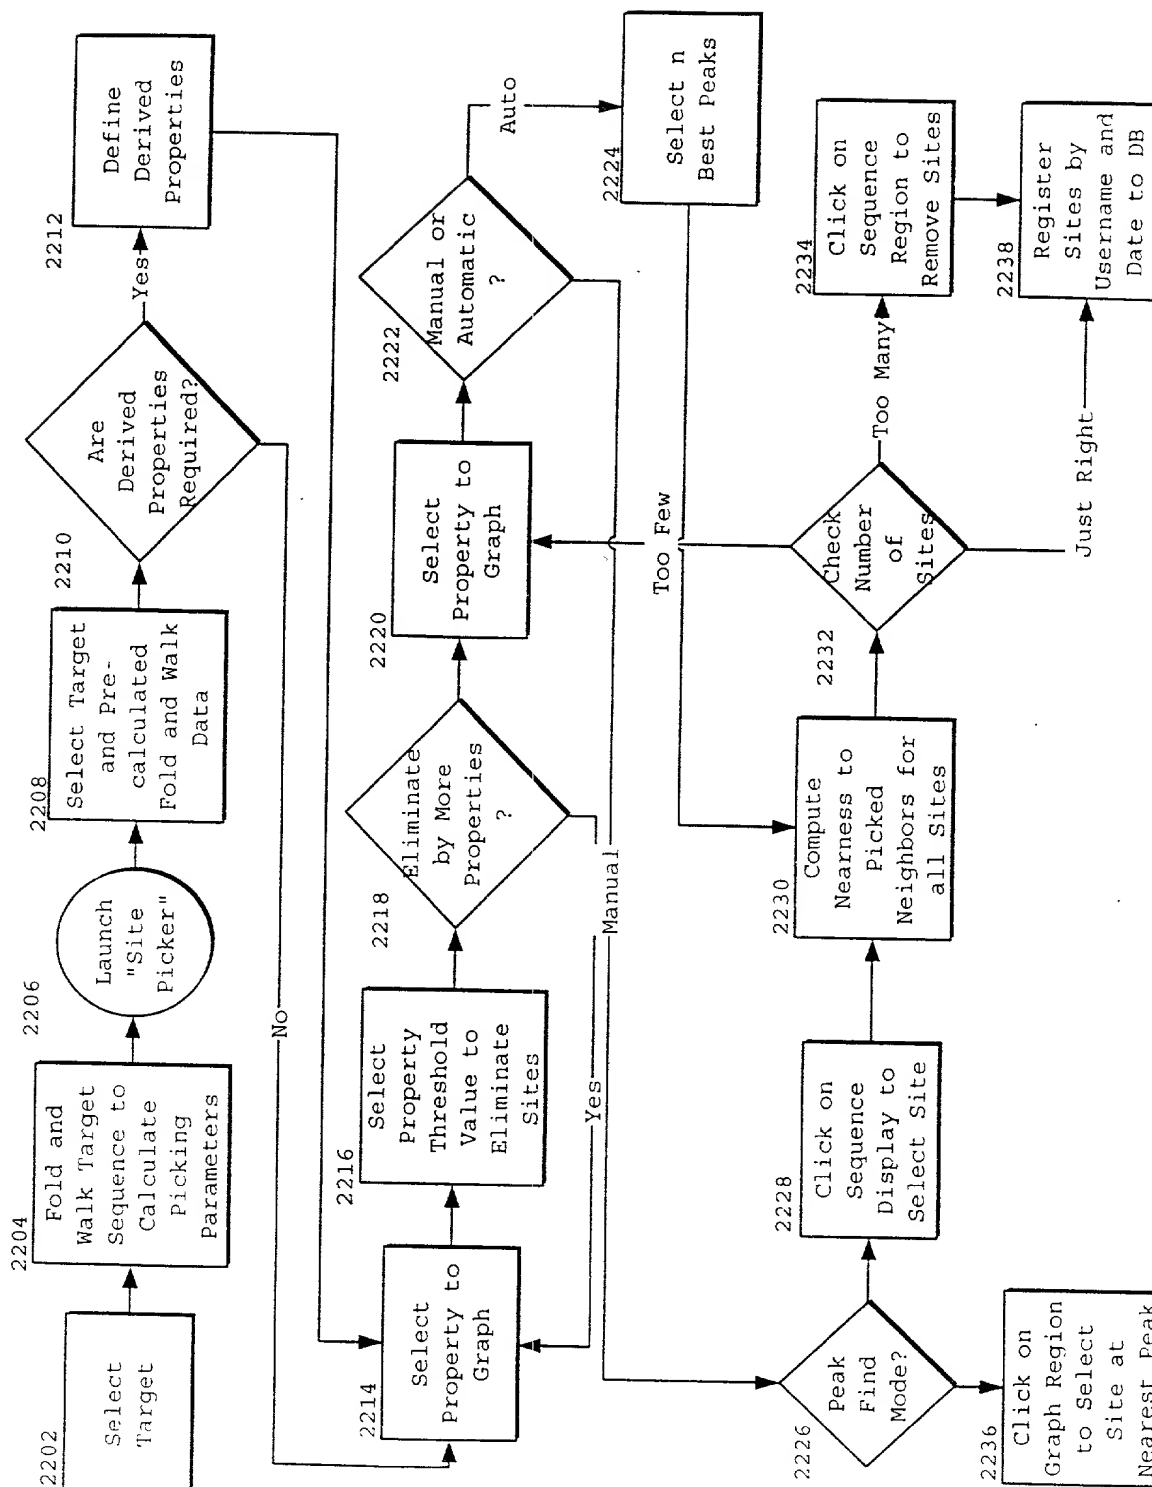 2202
Select
Target
2204
Fold and
Walk Target
Sequence to
Calculate
Picking
Parameters
2206
Launch
"Site
Picker"
2208
Select Target
and Pre-
calculated
Fold and Walk
Data
2210
Are
Derived
Properties
Required?
Yes
No
2212
Define
Derived
Properties
2214
Select
Property to
Graph
2216
Select
Property
Threshold
Value to
Eliminate
Sites
2218
Eliminate
by More
Properties
?
Yes
2220
Select
Property to
Graph
2222
Manual or
Automatic
?
Auto
Manual
2224
Select n
Best Peaks
2226
Peak
Find
Mode?
2228
Click on
Sequence
Display to
Select Site
2230
Compute
Nearness to
Picked
Neighbors for
all Sites
2232
Check
Number
of
Sites
Too Few
Too Many
Just Right
2234
Click on
Sequence
Region to
Remove Sites
2236
Click on
Graph Region
to Select
Site at
Nearest Peak
2238
Register
Sites by
Username and
Date to DB